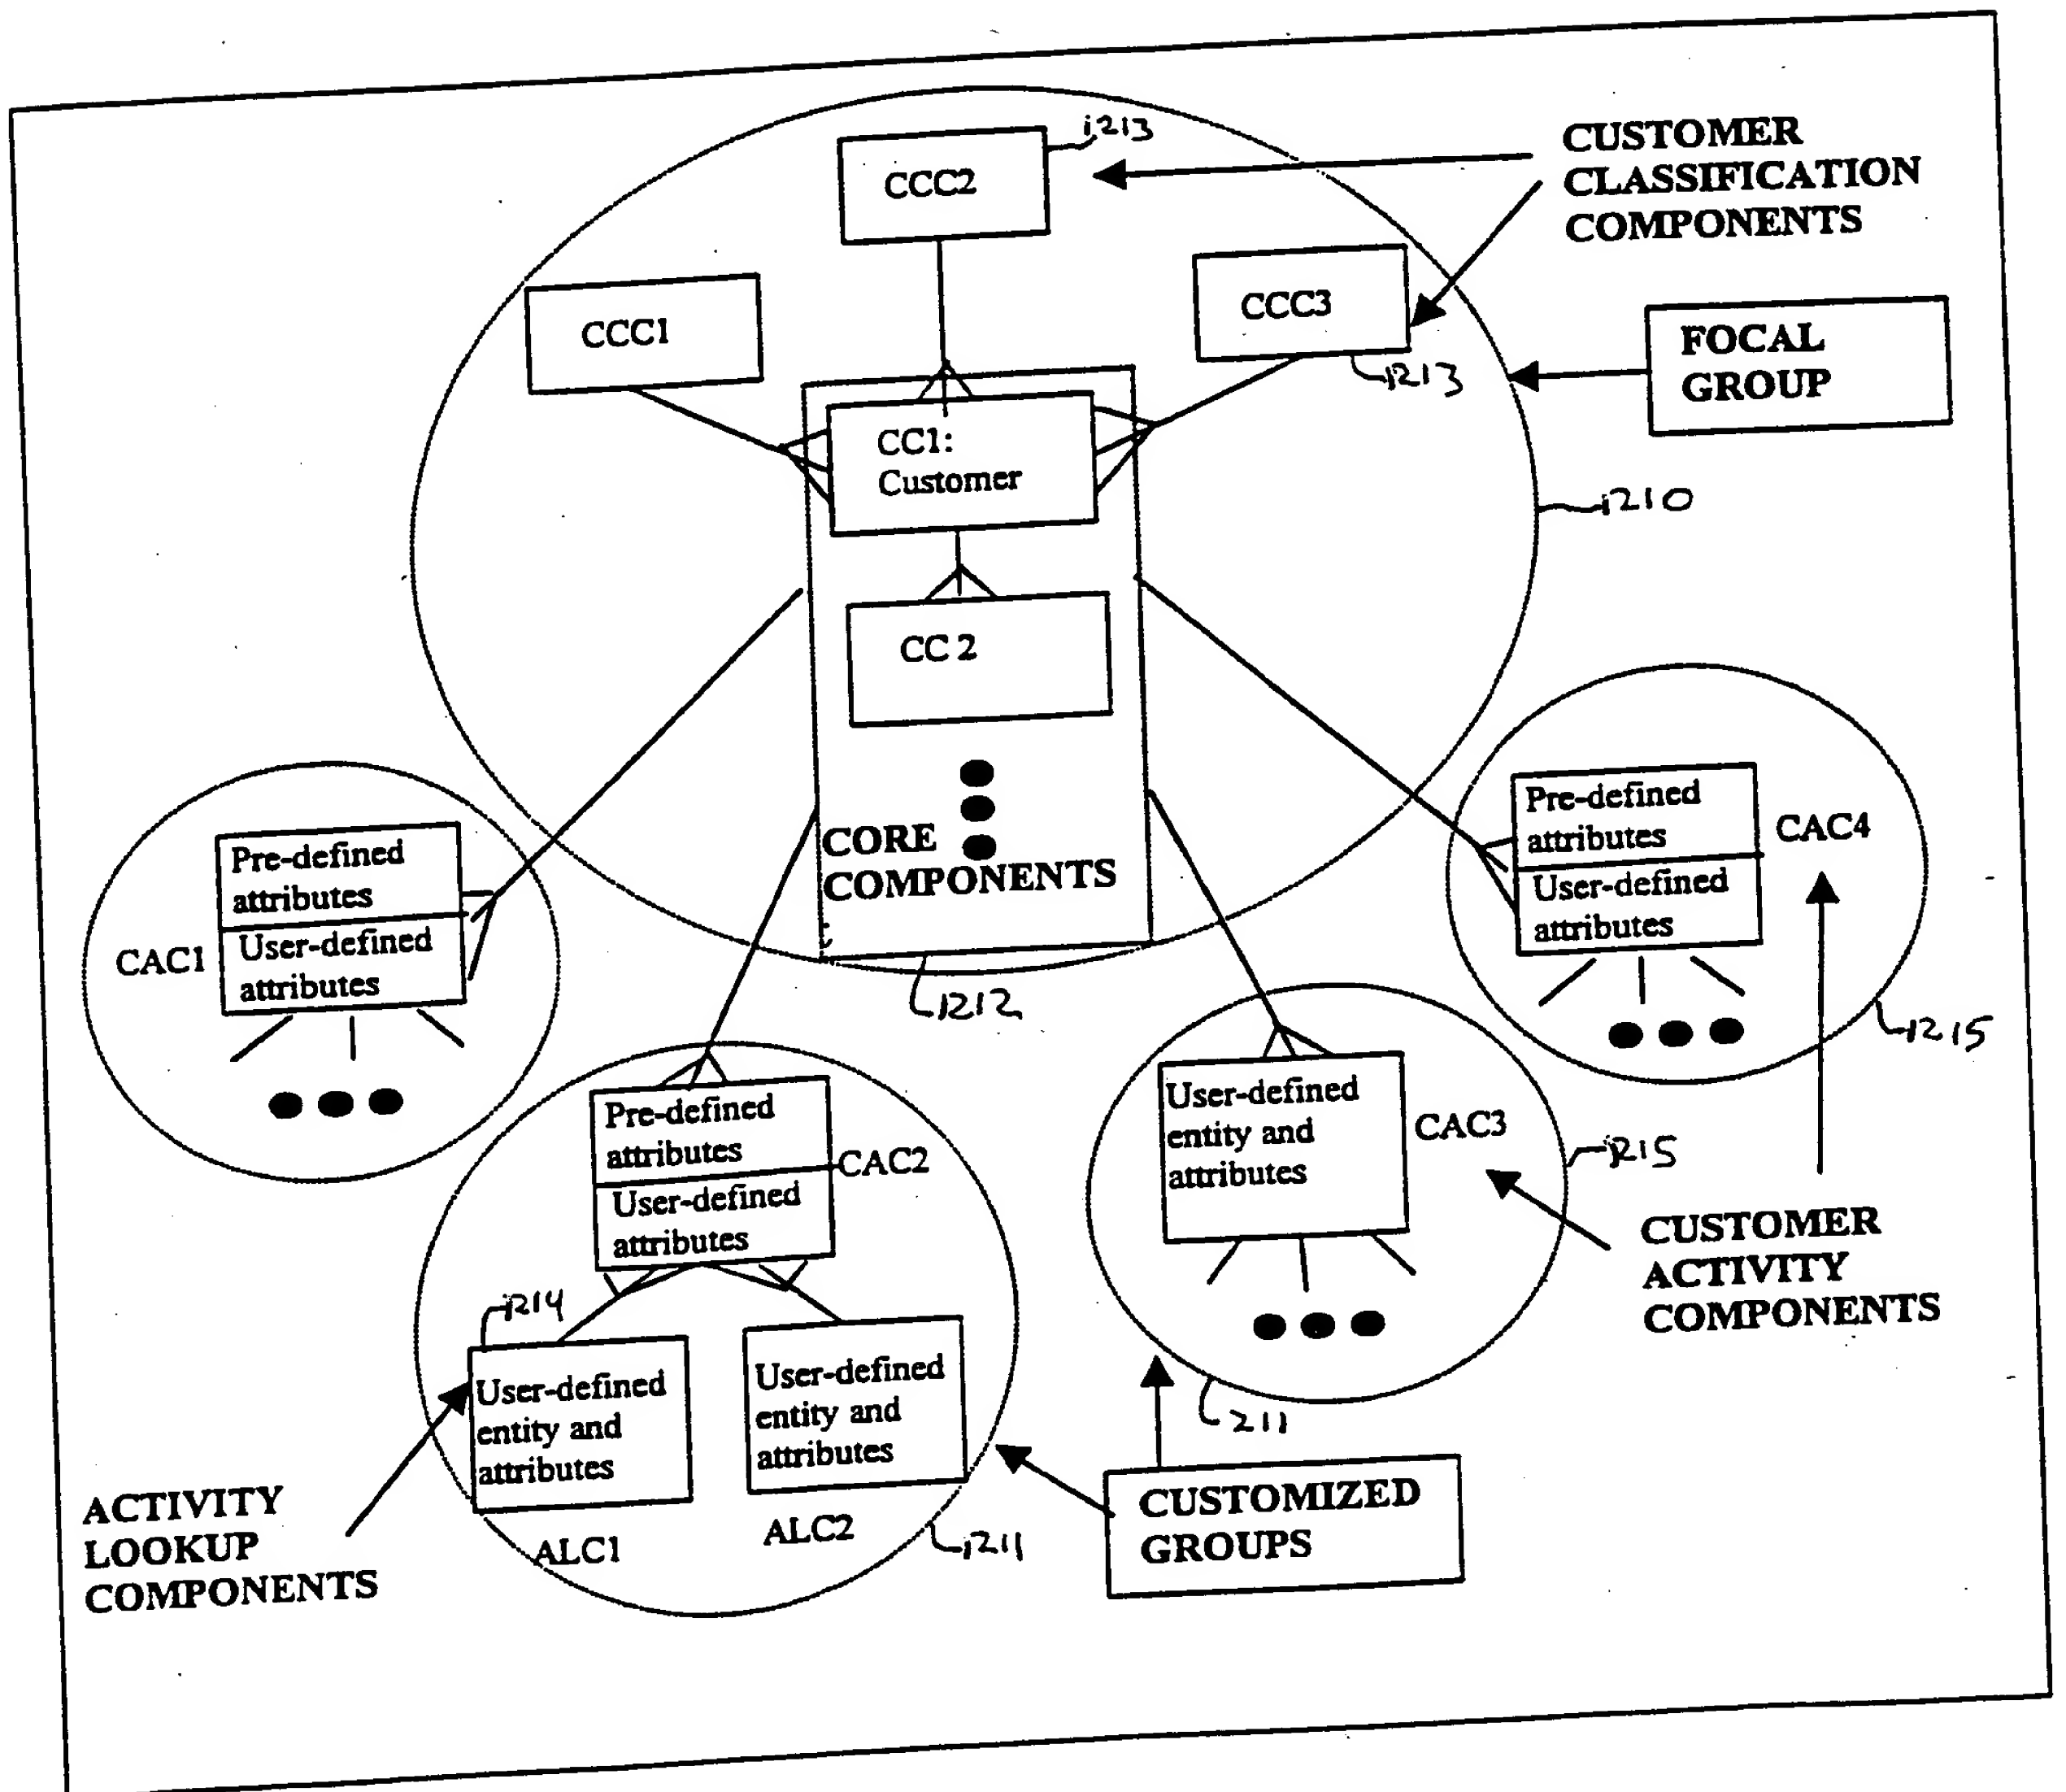 1213
CUSTOMER
CLASSIFICATION
COMPONENTS
CCC2
CCC3
CCC1
1213
FOCAL
GROUP
CC1:
Customer
1210
CC 2
CORE
COMPONENTS
Pre-defined
attributes
User-defined
attributes
CAC1
Pre-defined
attributes
User-defined
attributes
CAC4
1212
1215
Pre-defined
attributes
User-defined
attributes
CAC2
User-defined
entity and
attributes
CAC3
1215
CUSTOMER
ACTIVITY
COMPONENTS
1214
User-defined
entity and
attributes
ALC1
User-defined
entity and
attributes
ALC2
1211
1211
CUSTOMIZED
GROUPS
ACTIVITY
LOOKUP
COMPONENTS